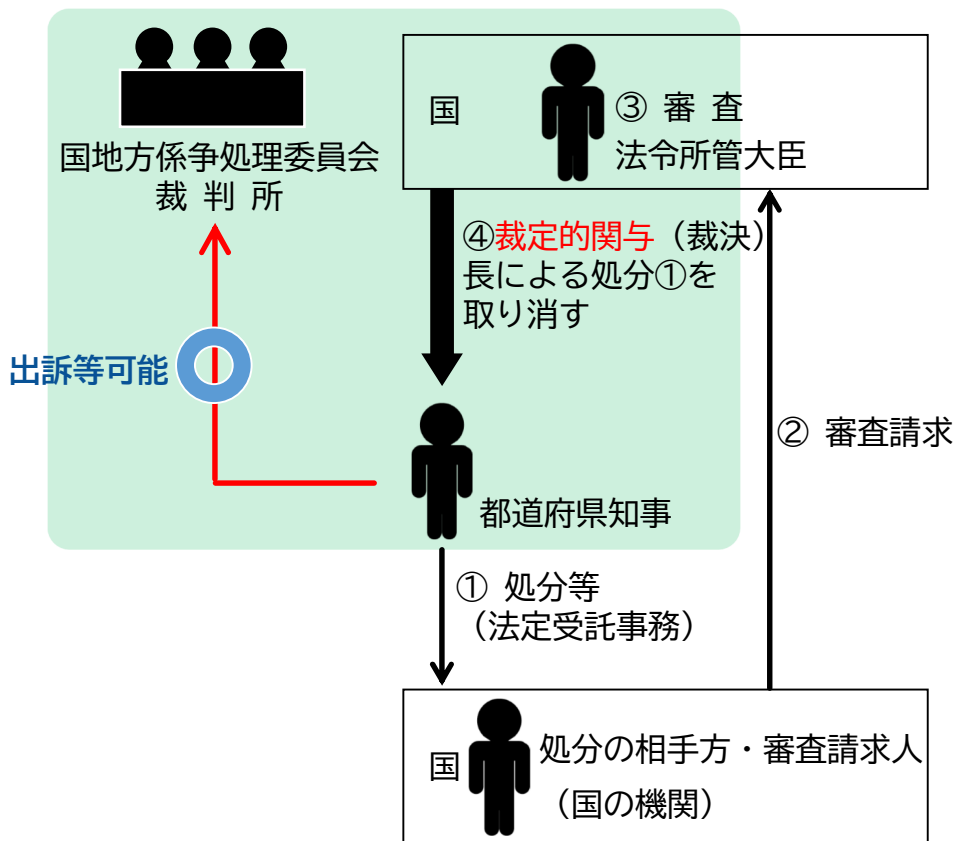 国地方係争処理委員会
裁 判 所
国
③ 審 査
法令所管大臣
④裁定的関与（裁決）
長による処分①を
取り消す
出訴等可能
② 審査請求
都道府県知事
① 処分等
（法定受託事務）
国
処分の相手方・審査請求人
（国の機関）